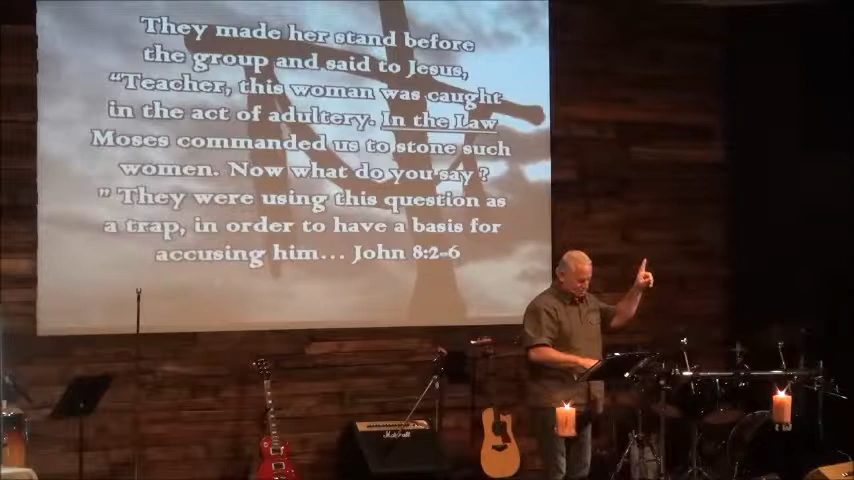 They made her stand before
the group and said to Jesus,
“Teacher, this woman was caught
in the act of adultery. In the Law
Moses commanded us to stone such
women. Now what do you say?
" They were using this question as
a trap, in order to have a basis for
accusing him... John 8:2-6
Marshall